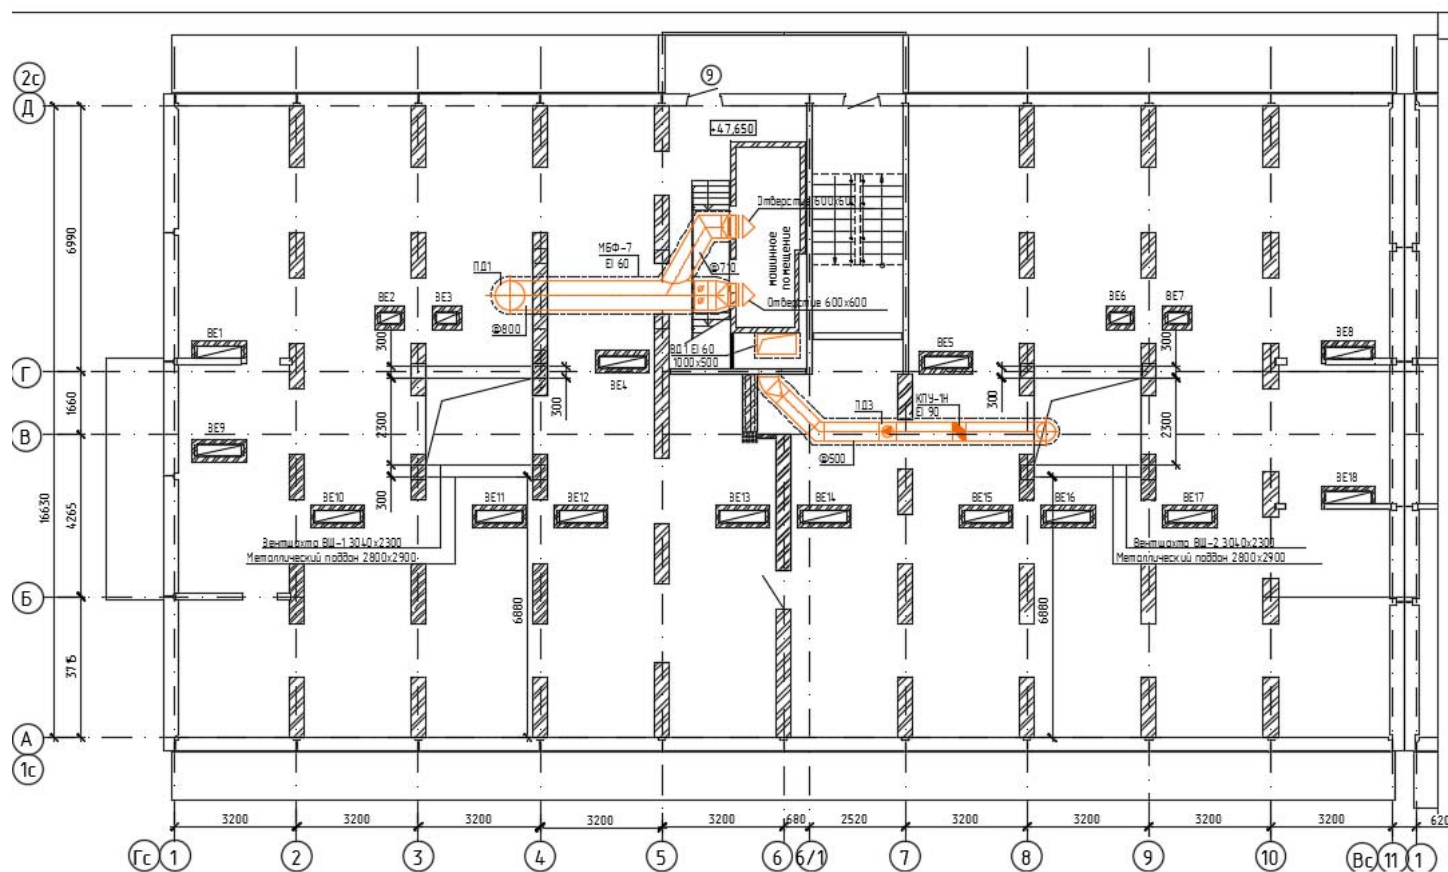 2с
9
Д
+47,650
Отверстие 600х600
МБФ-7
EI 60
машинное
помещение
ПД1
Ф710
6990
Отверстие 600х600
ВЕ2
ВЕ3
ВЕ6
ВЕ7
Ф800
ВЕ1
300
ВД1 EI 60
1000х500
ВЕ5
300
ВЕ8
Г
ВЕ4
300
300
1660
ПД3
КПУ-1Н
EI 90
2300
2300
В
ВЕ9
Ф500
300
16630
4265
ВЕ10
ВЕ11
ВЕ12
ВЕ13
ВЕ14
ВЕ15
ВЕ16
ВЕ17
ВЕ18
Вентшахта ВШ-1 3040х2300
Металлический поддон 2800х2900
Вентшахта ВШ-2 3040х2300
Металлический поддон 2800х2900
Б
6880
6880
3715
А
1с
3200
3200
3200
3200
3200
680
2520
3200
3200
3200
3200
620
Гс
1
2
3
4
5
6
6/1
7
8
9
10
Вс
11
1